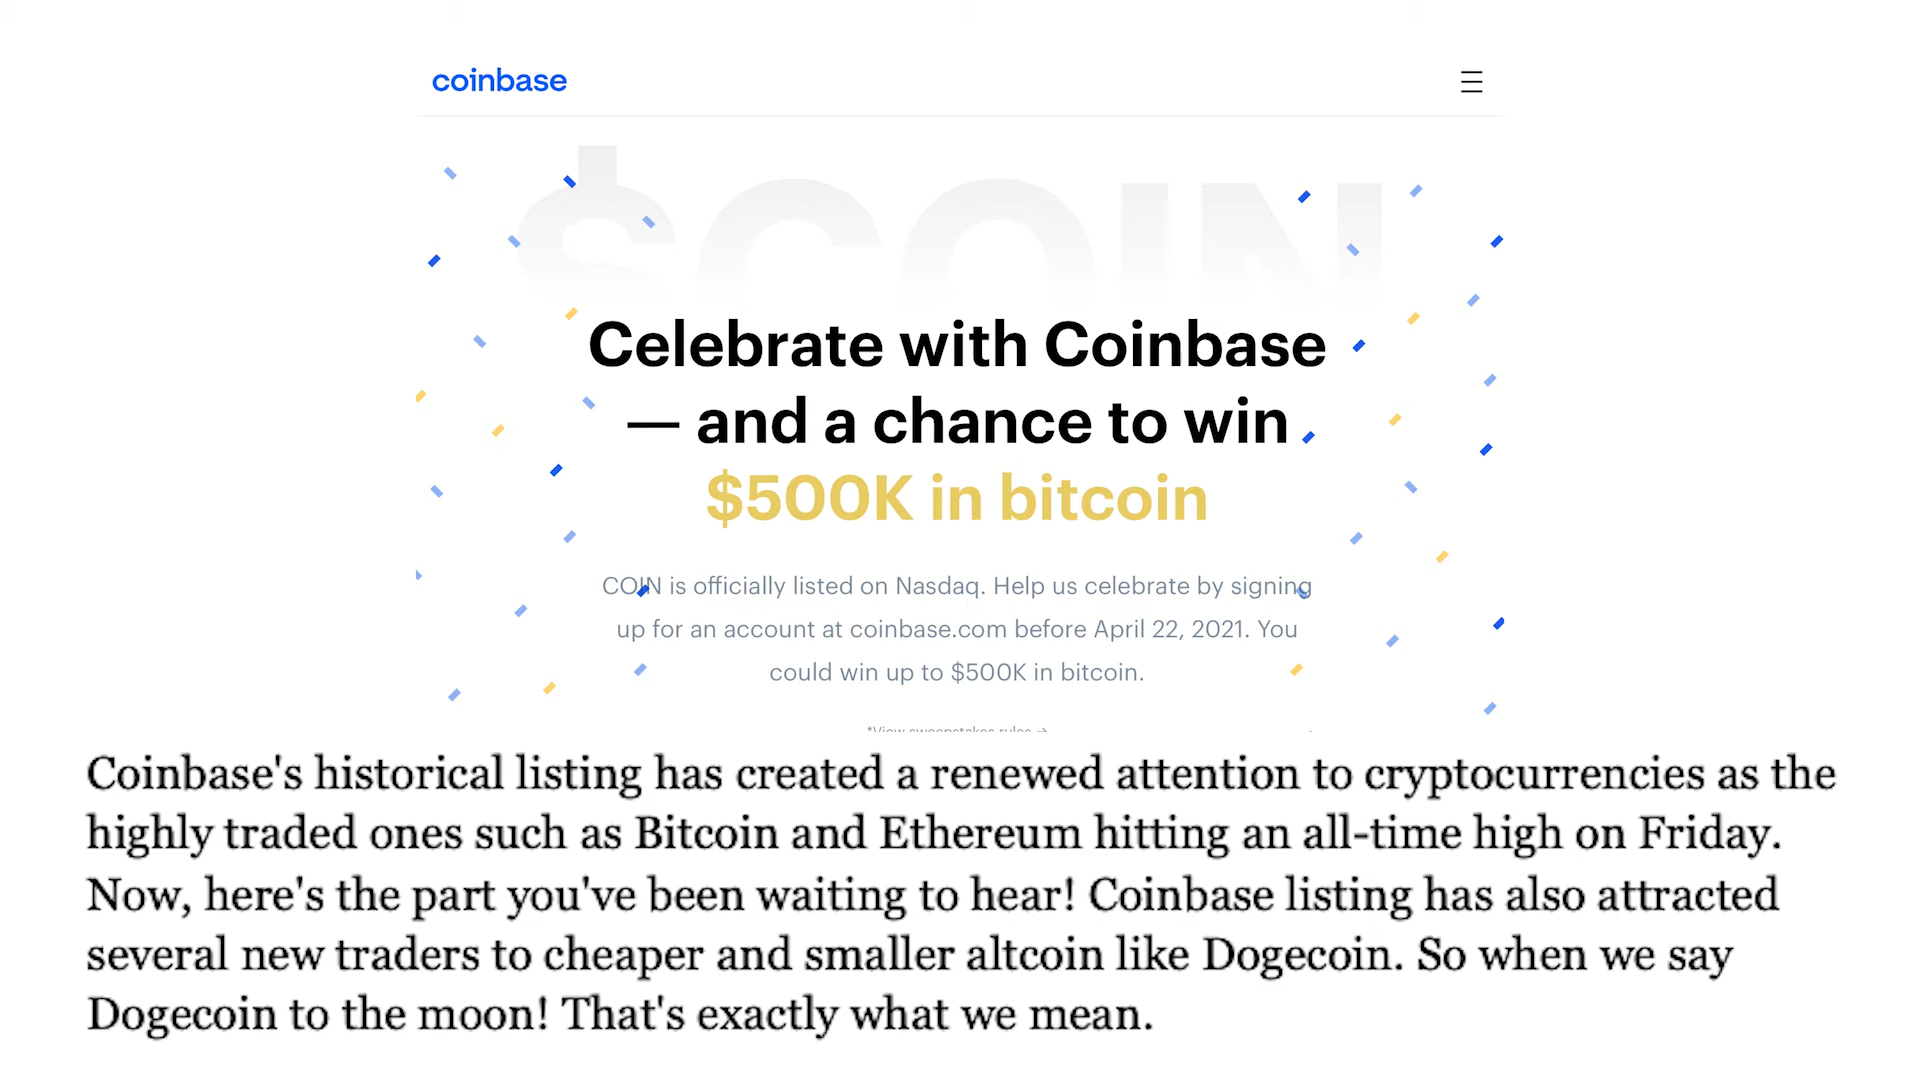 coinbase
$COIN
Celebrate with Coinbase
— and a chance to win
$500K in bitcoin
COIN is officially listed on Nasdaq. Help us celebrate by signing
up for an account at coinbase.com before April 22, 2021. You
could win up to $500K in bitcoin.
*View sweepstakes rules →
Coinbase's historical listing has created a renewed attention to cryptocurrencies as the
highly traded ones such as Bitcoin and Ethereum hitting an all-time high on Friday.
Now, here's the part you've been waiting to hear! Coinbase listing has also attracted
several new traders to cheaper and smaller altcoin like Dogecoin. So when we say
Dogecoin to the moon! That's exactly what we mean.